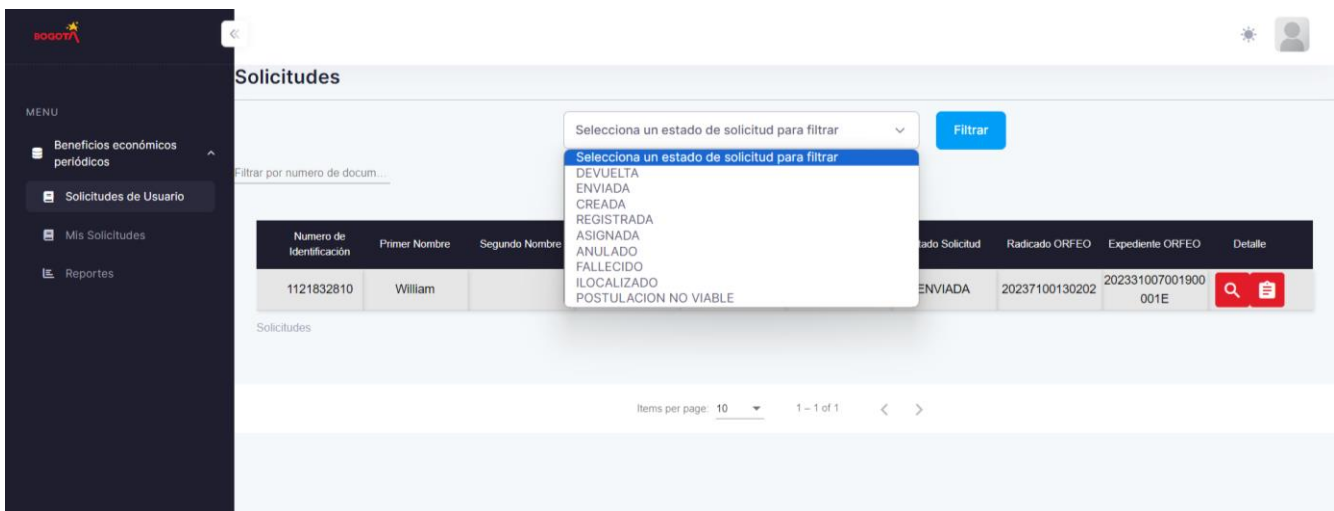 BOGOTÁ
Solicitudes
MENU
Beneficios económicos
periódicos
Solicitudes de Usuario
Mis Solicitudes
Reportes
Selecciona un estado de solicitud para filtrar
Filtrar
Selecciona un estado de solicitud para filtrar
DEVUELTA
ENVIADA
CREADA
REGISTRADA
ASIGNADA
ANULADO
FALLECIDO
ILOCALIZADO
POSTULACION NO VIABLE
Filtrar por numero de docum...
Numero de
Identificación
Primer Nombre
Segundo Nombre
tado Solicitud
Radicado ORFEO
Expediente ORFEO
Detalle
1121832810
William
ENVIADA
20237100130202
202331007001900
001E
Solicitudes
Items per page: 10
1 – 1 of 1